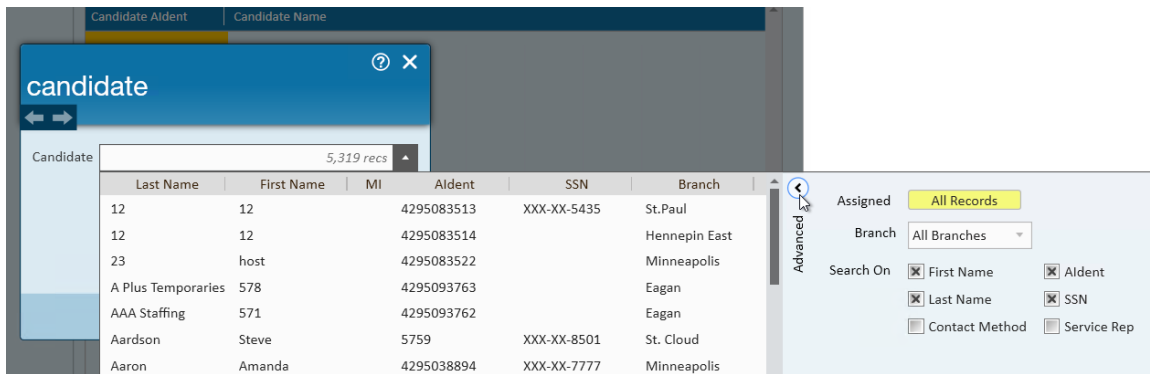 Candidate AIdent Candidate Name
candidate
Candidate 5,319 recs
Last Name First Name MI AIdent SSN Branch
12 12 4295083513 XXX-XX-5435 St.Paul
12 12 4295083514 Hennepin East
23 host 4295083522 Minneapolis
A Plus Temporaries 578 4295093763 Eagan
AAA Staffing 571 4295093762 Eagan
Aardson Steve 5759 XXX-XX-8501 St. Cloud
Aaron Amanda 4295038894 XXX-XX-7777 Minneapolis
Advanced
Assigned All Records
Branch All Branches
Search On First Name AIdent
Last Name SSN
Contact Method Service Rep